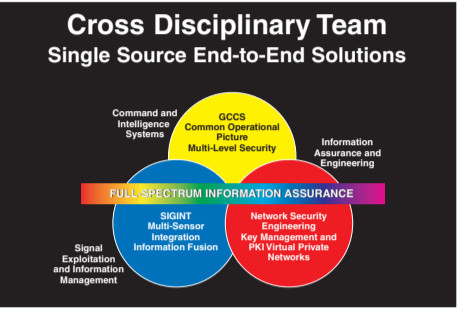 Cross Disciplinary Team
Single Source End-to-End Solutions
Command and
Intelligence
Systems
GCCS
Common Operational
Picture
Multi-Level Security
Information
Assurance and
Engineering
FULL-SPECTRUM INFORMATION ASSURANCE
SIGINT
Multi-Sensor
Integration
Information Fusion
Network Security
Engineering
Key Management and
PKI Virtual Private
Networks
Signal
Exploitation
and Information
Management